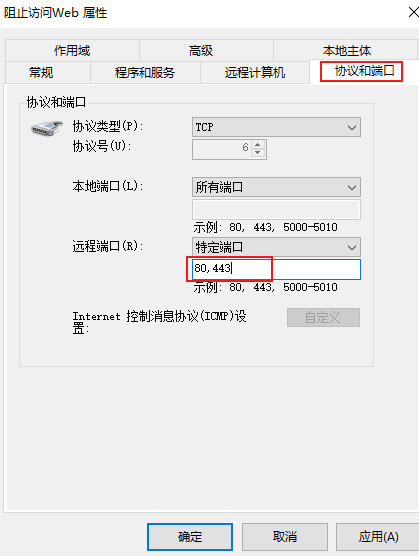 阻止访问Web 属性
作用域 高级 本地主体
常规 程序和服务 远程计算机 协议和端口
协议和端口
协议类型(P): TCP
协议号(U): 6
本地端口(L): 所有端口
示例: 80, 443, 5000-5010
远程端口(R): 特定端口
80,443
示例: 80, 443, 5000-5010
Internet 控制消息协议(ICMP)设 自定义
置:
确定 取消 应用(A)